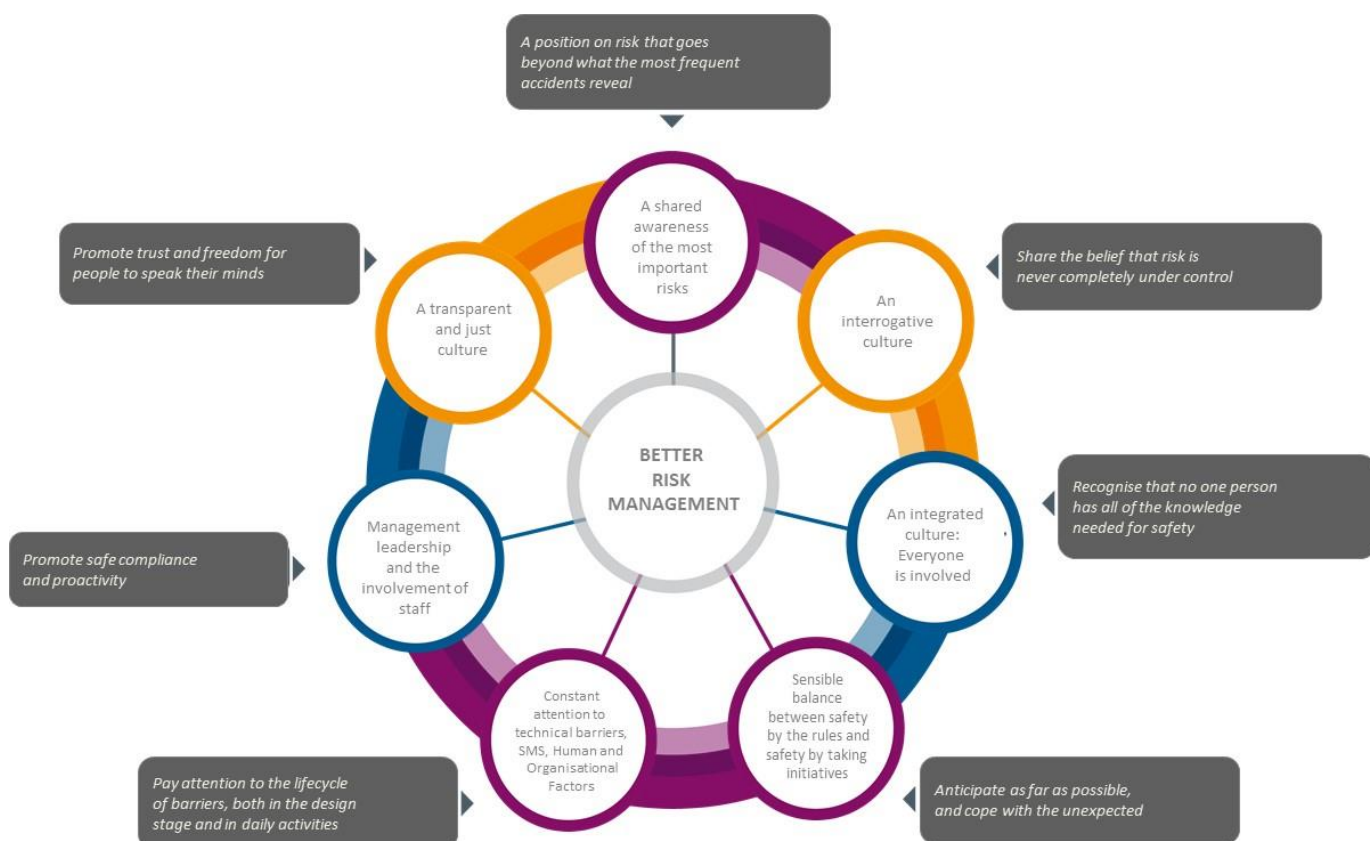 A position on risk that goes
beyond what the most frequent
accidents reveal
A shared
awareness
of the most
important
risks
Promote trust and freedom for
people to speak their minds
A transparent
and just
culture
An
interrogative
culture
Share the belief that risk is
never completely under control
BETTER
RISK
MANAGEMENT
An integrated
culture:
Everyone
is involved
Recognise that no one person
has all of the knowledge
needed for safety
Promote safe compliance
and proactivity
Management
leadership
and the
involvement of
staff
Constant
attention to
technical barriers,
SMS, Human and
Organisational
Factors
Sensible
balance
between safety
by the rules and
safety by taking
initiatives
Pay attention to the lifecycle
of barriers, both in the design
stage and in daily activities
Anticipate as far as possible,
and cope with the unexpected